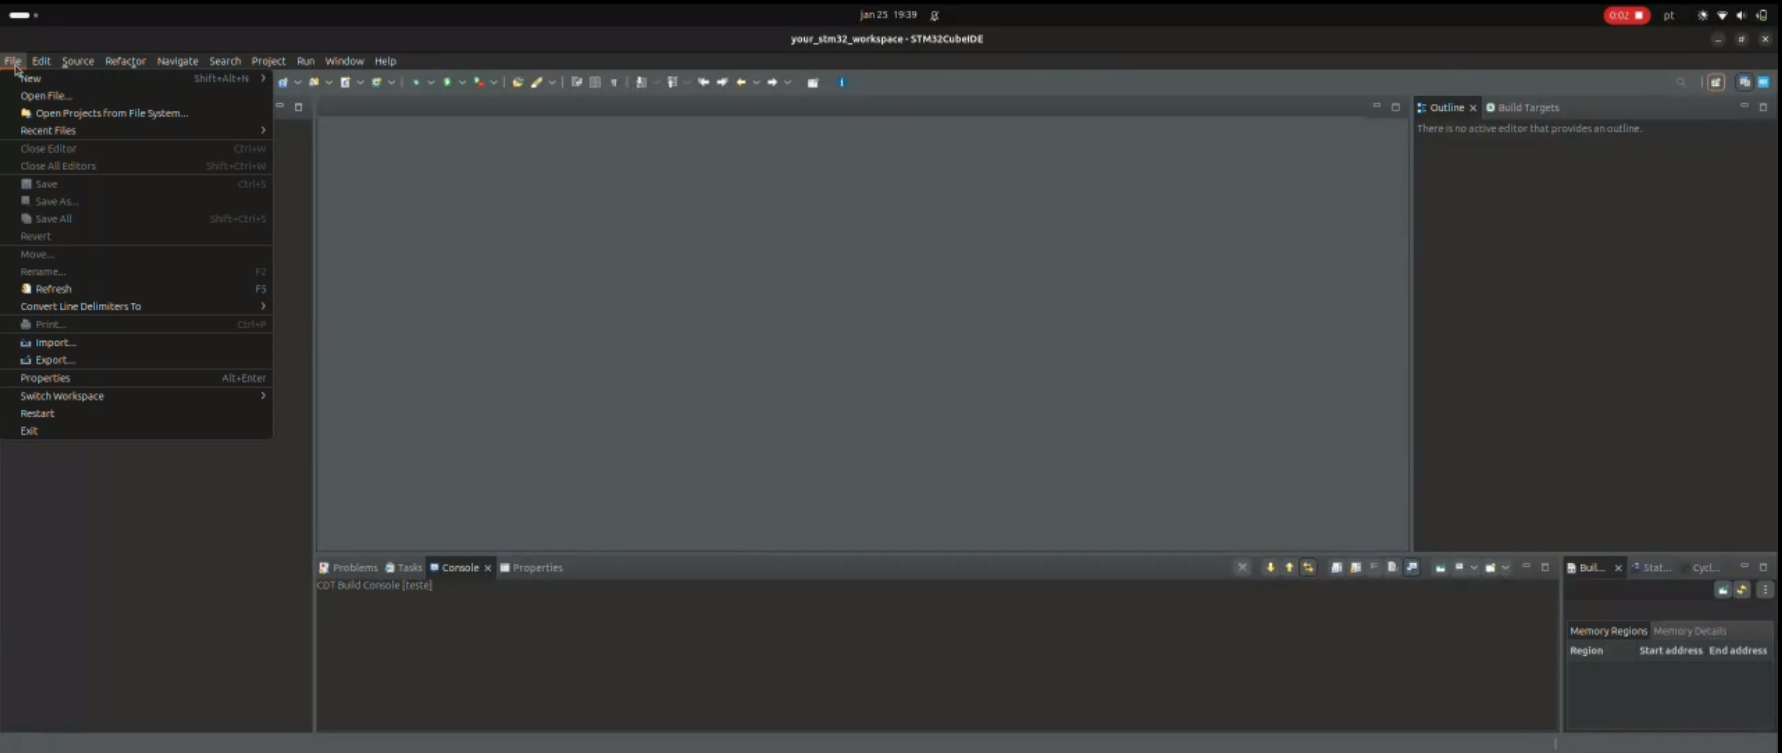 jan 25 19:39
0:02
pt
your_stm32_workspace - STM32CubeIDE
File Edit Source Refactor Navigate Search Project Run Window Help
New Shift+Alt+N
Open File...
Open Projects from File System...
Recent Files
Close Editor Ctrl+W
Close All Editors Shift+Ctrl+W
Save Ctrl+S
Save As...
Save All Shift+Ctrl+S
Revert
Move...
Rename... F2
Refresh F5
Convert Line Delimiters To
Print... Ctrl+P
Import...
Export...
Properties Alt+Enter
Switch Workspace
Restart
Exit
Outline Build Targets
There is no active editor that provides an outline.
Problems Tasks Console Properties
CDT Build Console [teste]
Buil... Stat... Cycl...
Memory Regions Memory Details
Region Start address End address